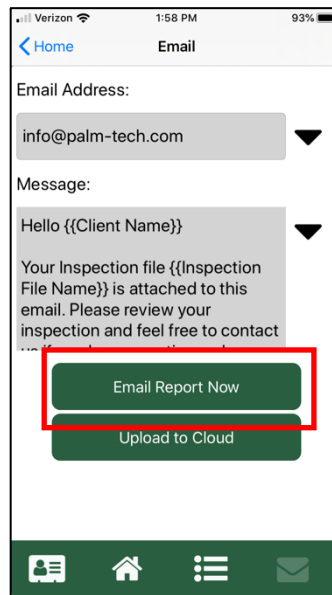 Verizon 1:58 PM 93%
Home Email
Email Address:
info@palm-tech.com
Message:
Hello {{Client Name}}
Your Inspection file {{Inspection
File Name}} is attached to this
email. Please review your
inspection and feel free to contact
Email Report Now
Upload to Cloud